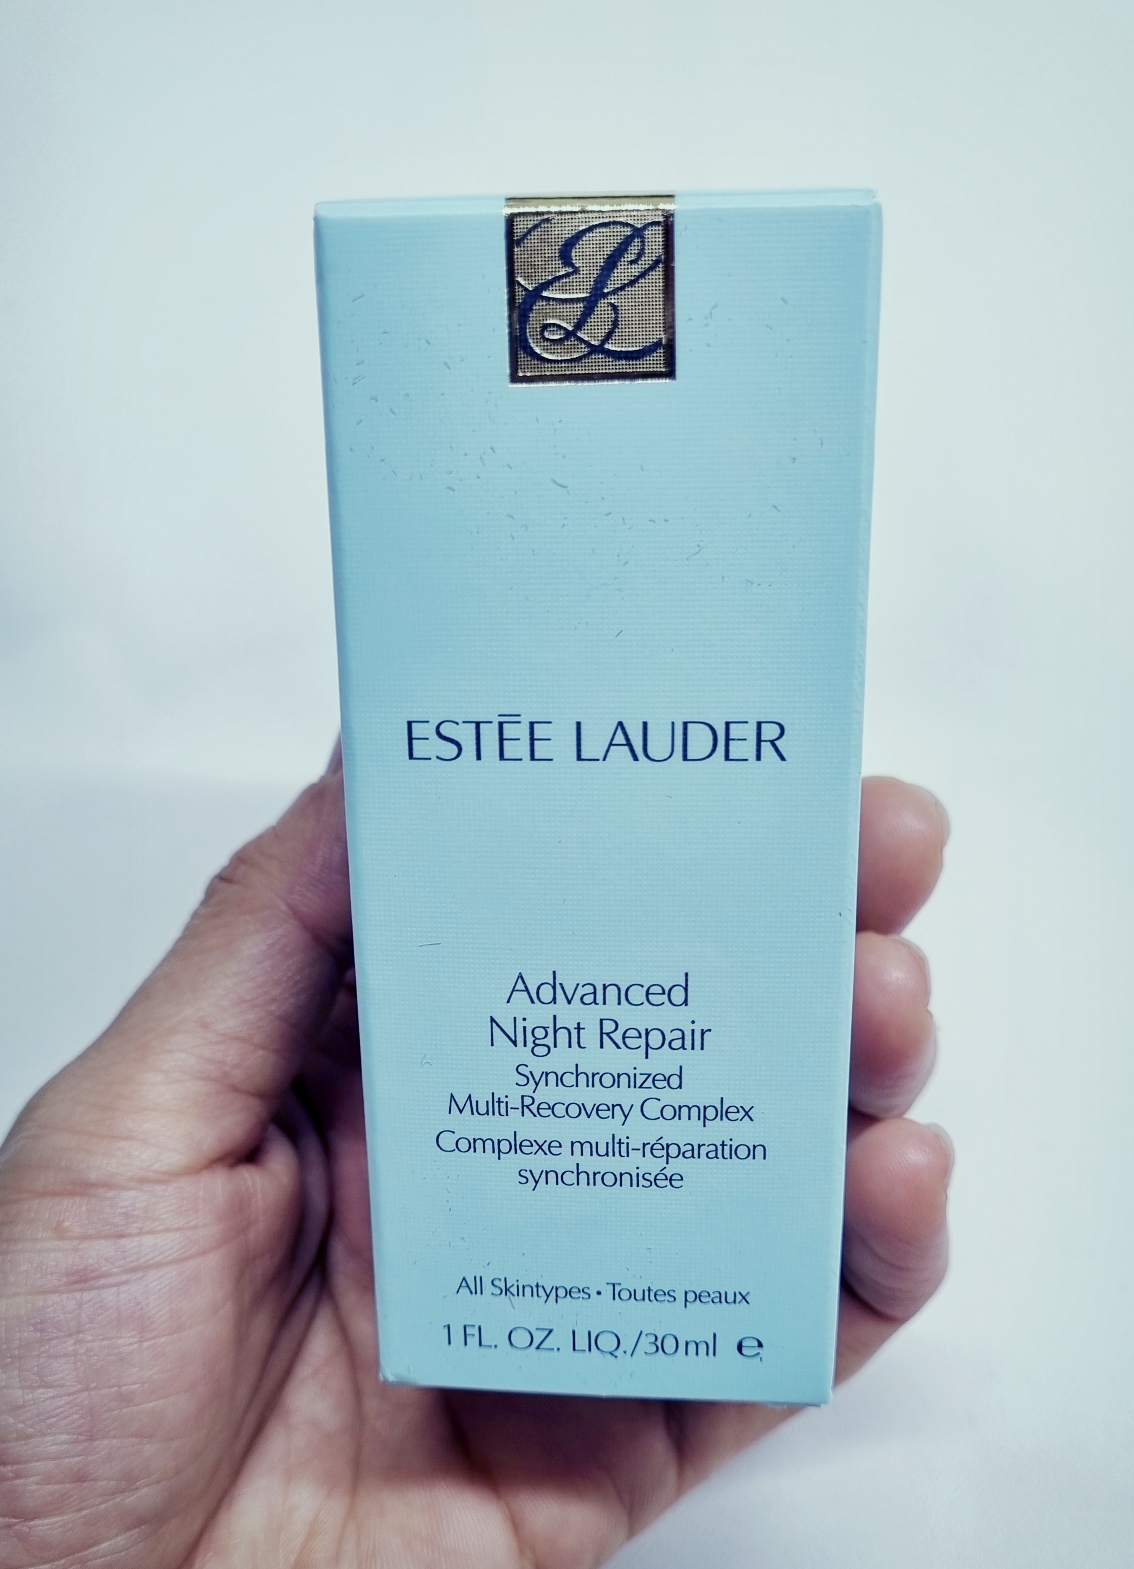 EL
ESTĒE LAUDER
Advanced
Night Repair
Synchronized
Multi-Recovery Complex
Complexe multi-réparation
synchronisée
All Skintypes • Toutes peaux
1 FL. OZ. LIQ./30 ml ℮